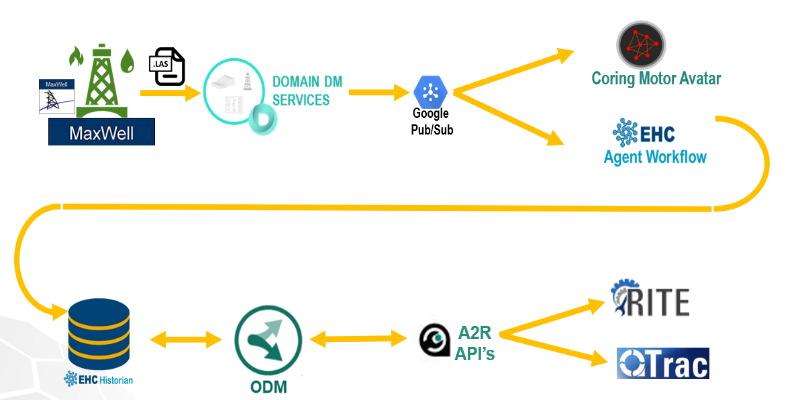 MaxWell
MaxWell
.LAS
DOMAIN DM
SERVICES
Google
Pub/Sub
Coring Motor Avatar
EHC
Agent Workflow
EHC Historian
ODM
A2R
API's
RITE
QTrac